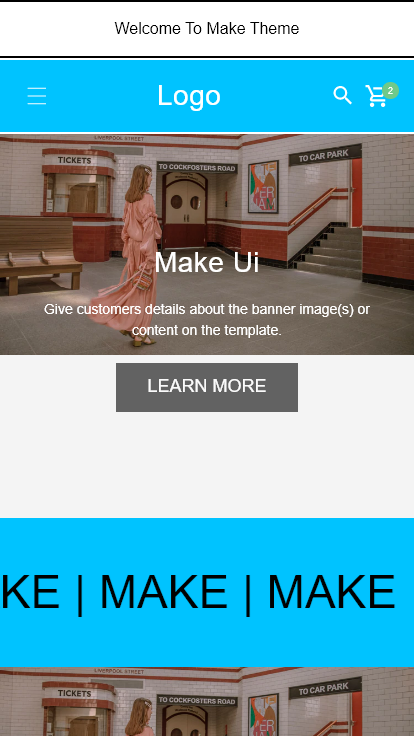 Welcome To Make Theme
Logo
2
LIVERPOOL STREET
TICKETS
TO COCKFOSTERS ROAD
TO CAR PARK
Make Ui
Give customers details about the banner image(s) or
content on the template.
LEARN MORE
KE | MAKE | MAKE
TICKETS
TO COCKFOSTERS ROAD
TO CAR PARK